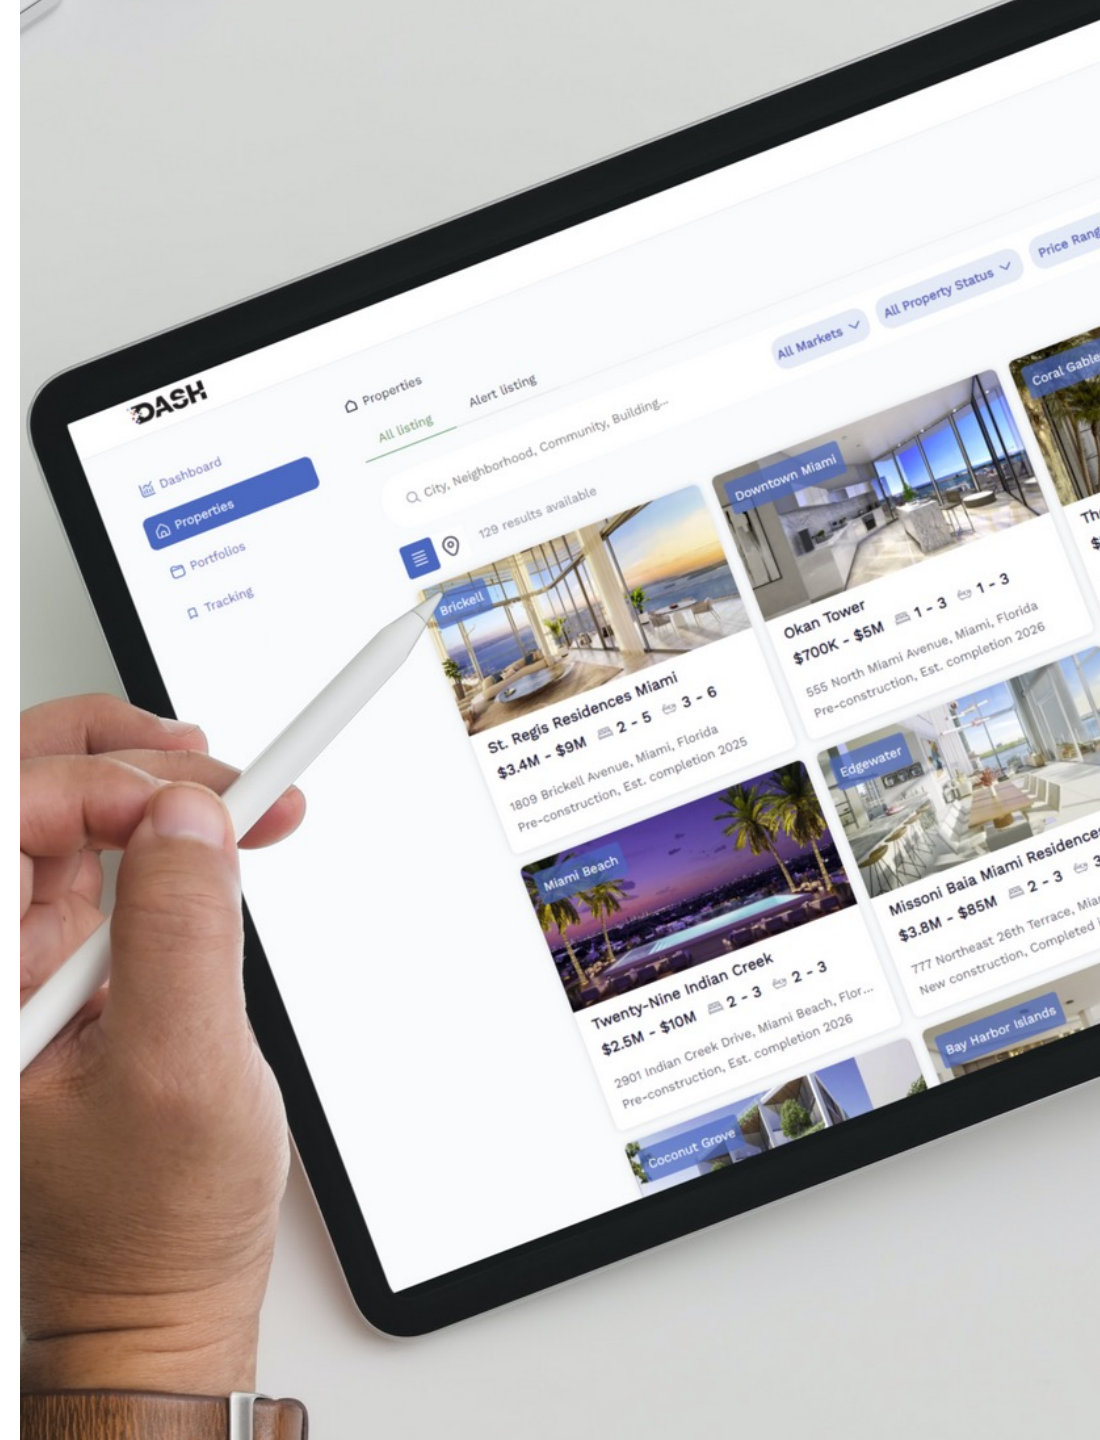 DASH
Dashboard
Properties
Portfolios
Tracking
Properties
All listing
Alert listing
City, Neighborhood, Community, Building...
All Markets
All Property Status
Price Rang
129 results available
Brickell
St. Regis Residences Miami
$3.4M - $9M 2 - 5 3 - 6
1809 Brickell Avenue, Miami, Florida
Pre-construction, Est. completion 2025
Downtown Miami
Okan Tower
$700K - $5M 1 - 3 1 - 3
555 North Miami Avenue, Miami, Florida
Pre-construction, Est. completion 2026
Coral Gable
Th
$
Miami Beach
Twenty-Nine Indian Creek
$2.5M - $10M 2 - 3 2 - 3
2901 Indian Creek Drive, Miami Beach, Flor...
Pre-construction, Est. completion 2026
Edgewater
Missoni Baia Miami Residences
$3.8M - $85M 2 - 3 3
777 Northeast 26th Terrace, Mia
New construction, Completed i
Coconut Grove
Bay Harbor Islands